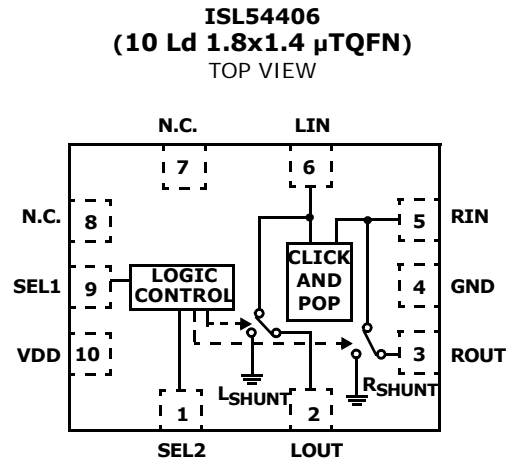 ISL54406
(10 Ld 1.8x1.4 µTQFN)
TOP VIEW
N.C.
LIN
7
6
N.C.
8
5
RIN
SEL1
9
LOGIC
CONTROL
CLICK
AND
POP
4
GND
VDD
10
3
ROUT
LSHUNT
RSHUNT
1
2
SEL2
LOUT